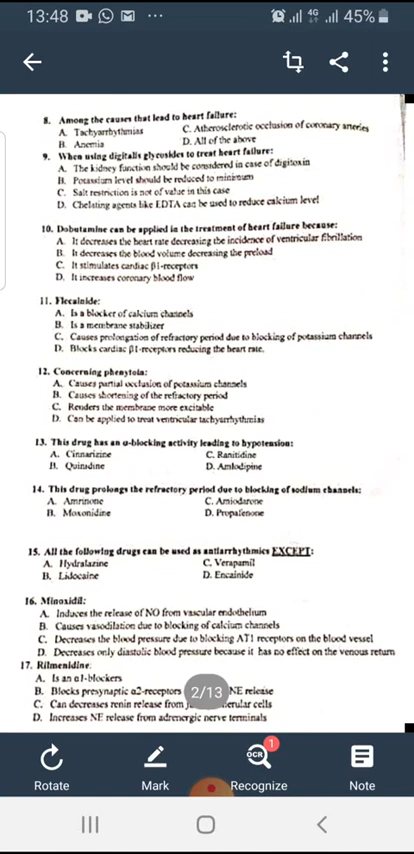 13:48 ... 4G 45%
8. Among the causes that lead to heart failure:
A. Tachyarrhythmias C. Atherosclerotic occlusion of coronary arteries
B. Anemia D. All of the above
9. When using digitalis glycosides to treat heart failure:
A. The kidney function should be considered in case of digitoxin
B. Potassium level should be reduced to minimum
C. Salt restriction is not of value in this case
D. Chelating agents like EDTA can be used to reduce calcium level
10. Dobutamine can be applied in the treatment of heart failure because:
A. It decreases the heart rate decreasing the incidence of ventricular fibrillation
B. It decreases the blood volume decreasing the preload
C. It stimulates cardiac β1-receptors
D. It increases coronary blood flow
11. Flecainide:
A. Is a blocker of calcium channels
B. Is a membrane stabilizer
C. Causes prolongation of refractory period due to blocking of potassium channels
D. Blocks cardiac β1-receptors reducing the heart rate.
12. Concerning phenytoin:
A. Causes partial occlusion of potassium channels
B. Causes shortening of the refractory period
C. Renders the membrane more excitable
D. Can be applied to treat ventricular tachyarrhythmias
13. This drug has an α-blocking activity leading to hypotension:
A. Cinnarizine C. Ranitidine
B. Quinidine D. Amlodipine
14. This drug prolongs the refractory period due to blocking of sodium channels:
A. Amrinone C. Amiodarone
B. Moxonidine D. Propafenone
15. All the following drugs can be used as antiarrhythmics EXCEPT:
A. Hydralazine C. Verapamil
B. Lidocaine D. Encainide
16. Minoxidil:
A. Induces the release of NO from vascular endothelium
B. Causes vasodilation due to blocking of calcium channels
C. Decreases the blood pressure due to blocking AT1 receptors on the blood vessel
D. Decreases only diastolic blood pressure because it has no effect on the venous return
17. Rilmenidine:
A. Is an α1-blockers
B. Blocks presynaptic α2-receptors 2/13 NE release
C. Can decreases renin release from cells
D. Increases NE release from adrenergic nerve terminals
OCR 1
Rotate Mark Recognize Note